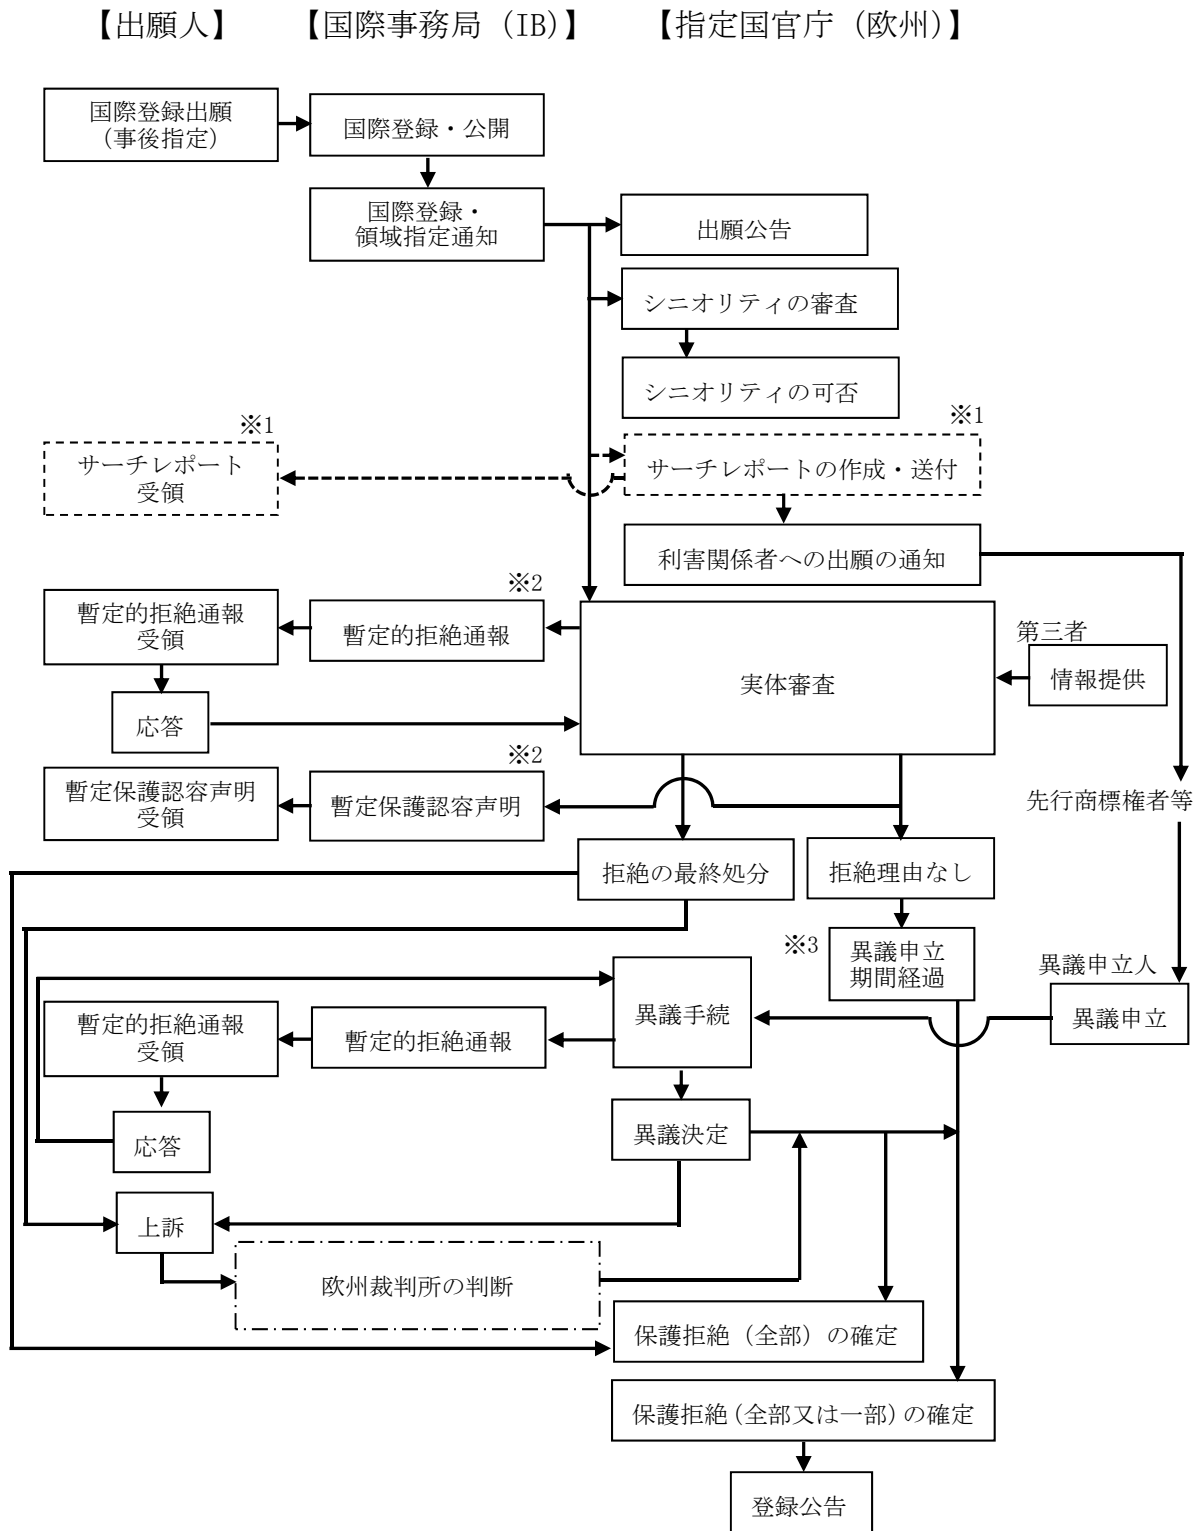 【出願人】 【国際事務局（IB）】 【指定国官庁（欧州）】
国際登録出願
（事後指定）
国際登録・公開
国際登録・
領域指定通知
出願公告
シニオリティの審査
シニオリティの可否
※1
サーチレポート
受領
※1
サーチレポートの作成・送付
利害関係者への出願の通知
※2
暫定的拒絶通報
受領
暫定的拒絶通報
実体審査
第三者
情報提供
応答
※2
暫定保護認容声明
受領
暫定保護認容声明
先行商標権者等
拒絶の最終処分
拒絶理由なし
※3
異議申立
期間経過
異議申立人
異議申立
異議手続
暫定的拒絶通報
受領
暫定的拒絶通報
応答
異議決定
上訴
欧州裁判所の判断
保護拒絶（全部）の確定
保護拒絶（全部又は一部）の確定
登録公告